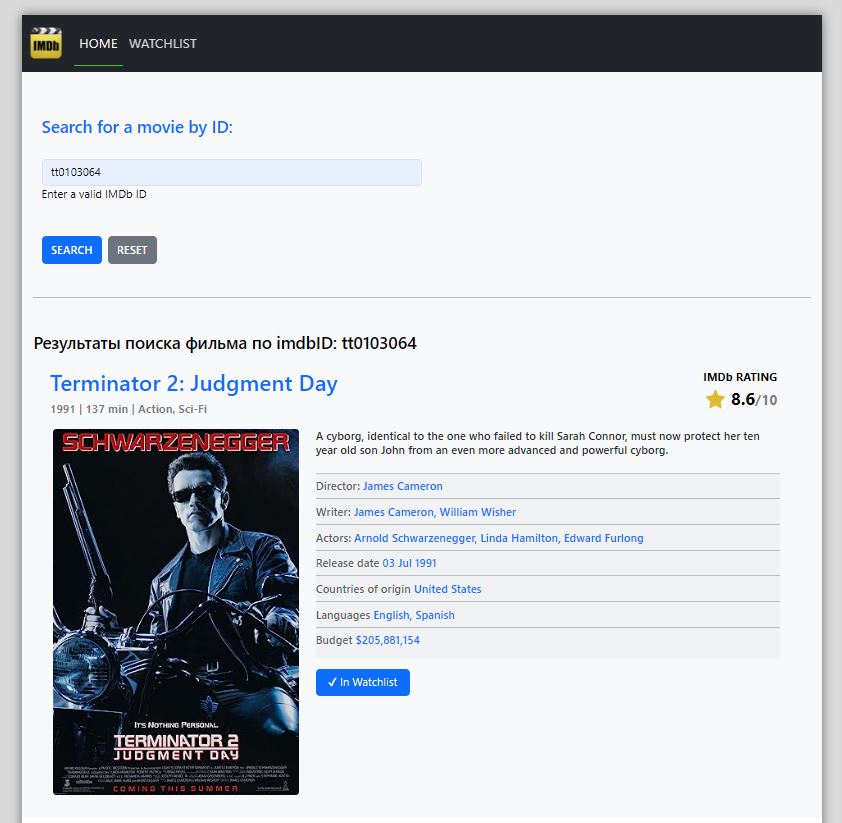 IMDb
HOME WATCHLIST
Search for a movie by ID:
tt0103064
Enter a valid IMDb ID
SEARCH RESET
Результаты поиска фильма по imdbID: tt0103064
Terminator 2: Judgment Day
1991 | 137 min | Action, Sci-Fi
IMDb RATING
8.6/10
SCHWARZENEGGER
IT'S NOTHING PERSONAL.
TERMINATOR 2
JUDGMENT DAY
COMING THIS SUMMER
A cyborg, identical to the one who failed to kill Sarah Connor, must now protect her ten
year old son John from an even more advanced and powerful cyborg.
Director: James Cameron
Writer: James Cameron, William Wisher
Actors: Arnold Schwarzenegger, Linda Hamilton, Edward Furlong
Release date 03 Jul 1991
Countries of origin United States
Languages English, Spanish
Budget $205,881,154
✓ In Watchlist